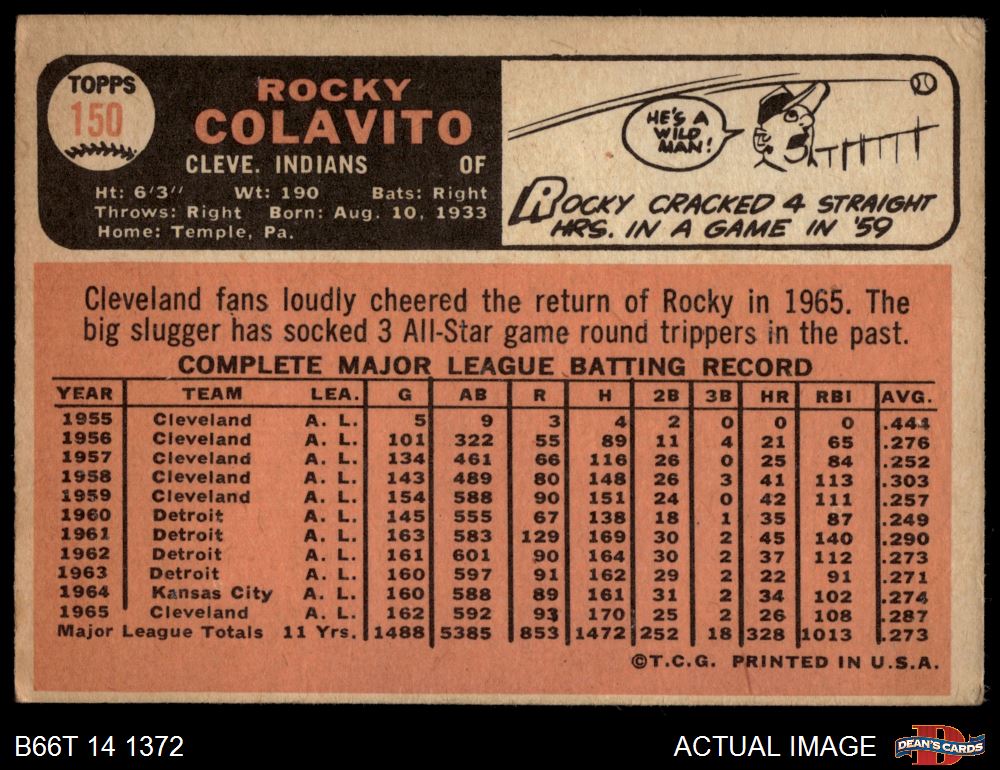 TOPPS
150
ROCKY
COLAVITO
CLEVE. INDIANS OF
Ht: 6'3" Wt: 190 Bats: Right
Throws: Right Born: Aug. 10, 1933
Home: Temple, Pa.
HE'S A
WILD
MAN!
ROCKY CRACKED 4 STRAIGHT
HRS. IN A GAME IN '59
Cleveland fans loudly cheered the return of Rocky in 1965. The
big slugger has socked 3 All-Star game round trippers in the past.
COMPLETE MAJOR LEAGUE BATTING RECORD
YEAR TEAM LEA. G AB R H 2B 3B HR RBI AVG.
1955 Cleveland A. L. 5 9 3 4 2 0 0 0 .444
1956 Cleveland A. L. 101 322 55 89 11 4 21 65 .276
1957 Cleveland A. L. 134 461 66 116 26 0 25 84 .252
1958 Cleveland A. L. 143 489 80 148 26 3 41 113 .303
1959 Cleveland A. L. 154 588 90 151 24 0 42 111 .257
1960 Detroit A. L. 145 555 67 138 18 1 35 87 .249
1961 Detroit A. L. 163 583 129 169 30 2 45 140 .290
1962 Detroit A. L. 161 601 90 164 30 2 37 112 .273
1963 Detroit A. L. 160 597 91 162 29 2 22 91 .271
1964 Kansas City A. L. 160 588 89 161 31 2 34 102 .274
1965 Cleveland A. L. 162 592 93 170 25 2 26 108 .287
Major League Totals 11 Yrs. 1488 5385 853 1472 252 18 328 1013 .273
©T.C.G. PRINTED IN U.S.A.
B66T 14 1372
ACTUAL IMAGE
D
DEAN'S CARDS